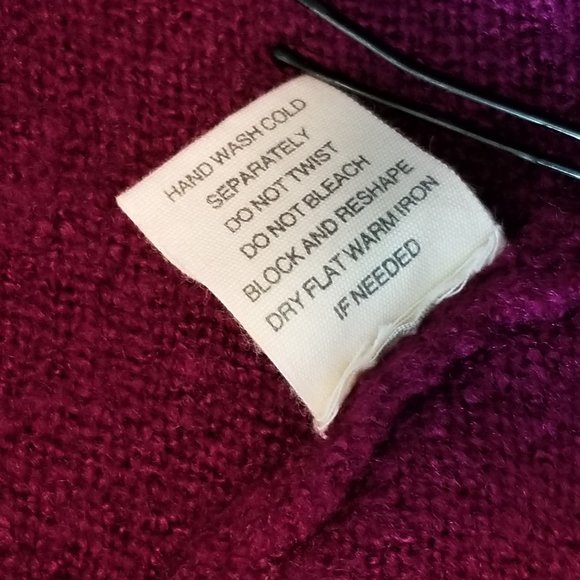 HAND WASH COLD
SEPARATELY
DO NOT TWIST
DO NOT BLEACH
BLOCK AND RESHAPE
DRY FLAT WARM IRON
IF NEEDED